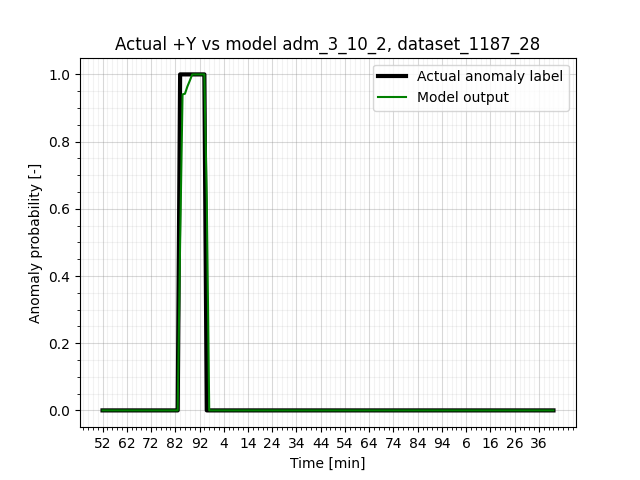 Actual +Y vs model adm_3_10_2, dataset_1187_28
Actual anomaly label
Model output
1.0
0.8
0.6
0.4
0.2
0.0
Anomaly probability [-]
52 62 72 82 92 4 14 24 34 44 54 64 74 84 94 6 16 26 36
Time [min]